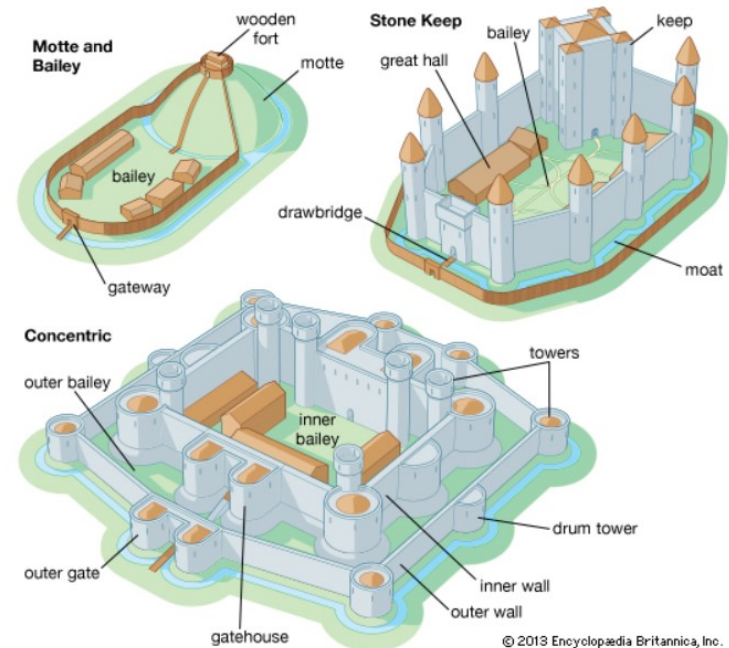 Motte and
Bailey
wooden
fort
motte
bailey
gateway
Stone Keep
bailey
keep
great hall
drawbridge
moat
Concentric
outer bailey
towers
inner
bailey
drum tower
outer gate
inner wall
outer wall
gatehouse
© 2013 Encyclopædia Britannica, Inc.